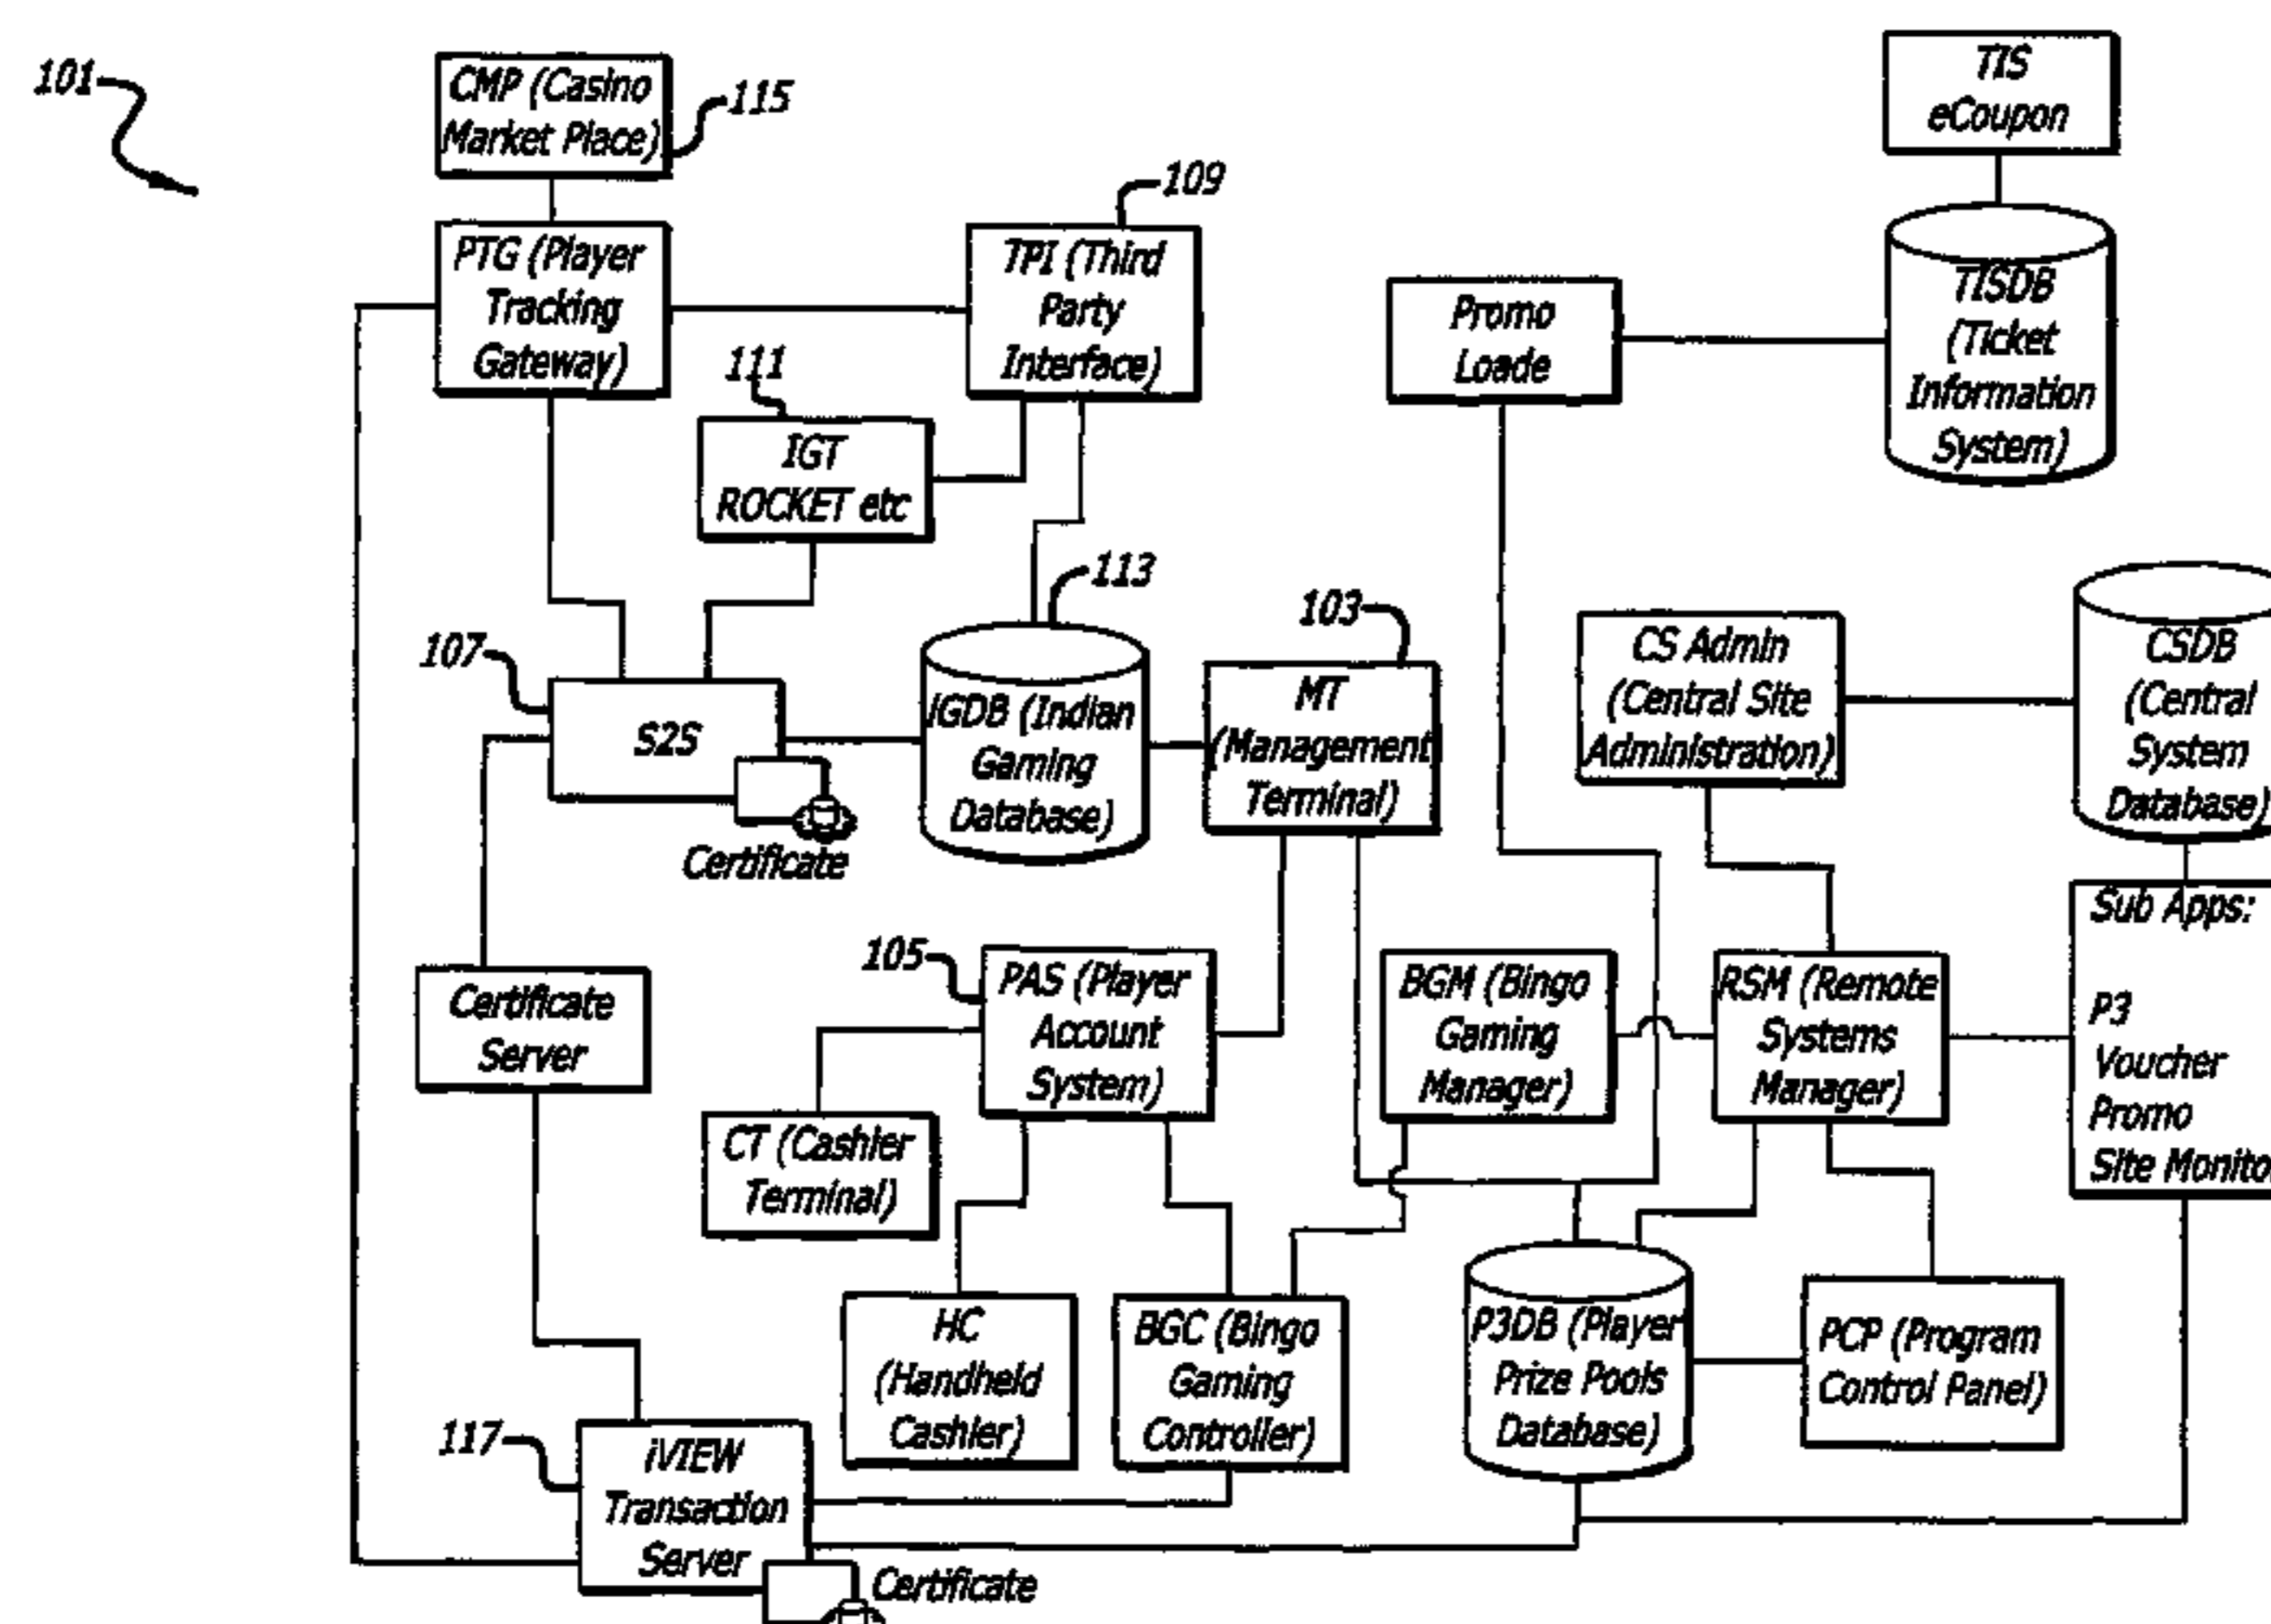 101
CMP (Casino
Market Place)
115
TIS
eCoupon
109
PTG (Player
Tracking
Gateway)
TPI (Third
Party
Interface)
Promo
Loade
TISDB
(Ticket
Information
System)
111
IGT
ROCKET etc
113
103
107
S2S
Certificate
iGDB (Indian
Gaming
Database)
MT
(Management
Terminal)
CS Admin
(Central Site
Administration)
CSDB
(Central
System
Database)
Sub Apps:
P3
Voucher
Promo
Site Monito
105
PAS (Player
Account
System)
BGM (Bingo
Gaming
Manager)
RSM (Remote
Systems
Manager)
Certificate
Server
CT (Cashier
Terminal)
HC
(Handheld
Cashier)
BGC (Bingo
Gaming
Controller)
P3DB (Player
Prize Pools
Database)
PCP (Program
Control Panel)
117
iVIEW
Transaction
Server
Certificate